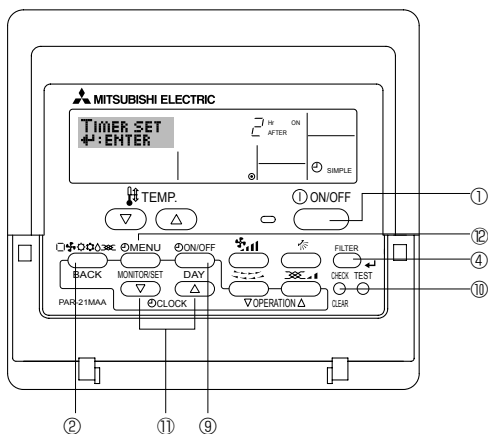 MITSUBISHI ELECTRIC
TIMER SET
↵:ENTER
2 Hr ON
AFTER
SIMPLE
TEMP.
ON/OFF
①
⑫
MENU
ON/OFF
FILTER
④
BACK
MONITOR/SET
DAY
CHECK TEST
PAR-21MAA
CLOCK
▽OPERATION△
CLEAR
⑩
②
⑪
⑨